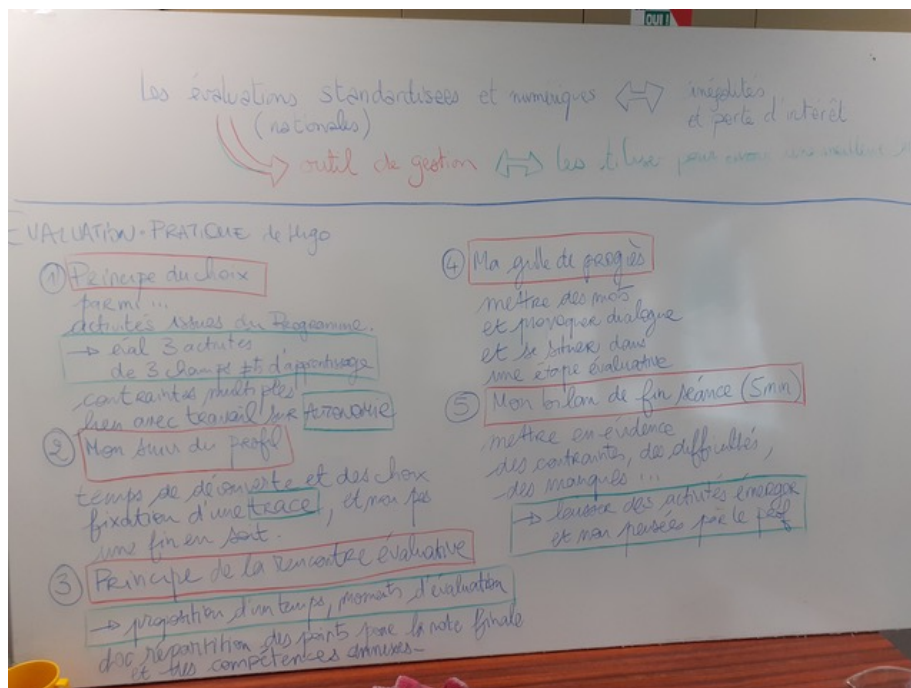 OUI !
Les évaluations standardisées et numériques ⇔ inégalités
(nationales) et perte d'intérêt
→ outil de gestion ⇔ les pour avoir une
EVALUATION • PRATIQUE de Hugo
① Principe du choix
parmi ...
activités issues du Programme.
→ éval 3 activités
de 3 champs ≠ts d'apprentissage
contraintes multiples
lien avec travail sur AUTONOMIE
② Mon suivi du profil
temps de découverte et des choix
fixation d'une trace, et non pas
une fin en soit.
③ Principe de la rencontre évaluative
→ proposition d'un temps, moments d'évaluation
doc répartition des points pour la note finale
et des compétences annexes-
④ Ma grille de progrès
mettre des mots
et provoquer dialogue
et se situer dans
une étape évaluative
⑤ Mon bilan de fin séance (5min)
mettre en évidence
des contraintes, des difficultés,
des manques ...
→ laisser des activités émerger
et non pensées par le prof